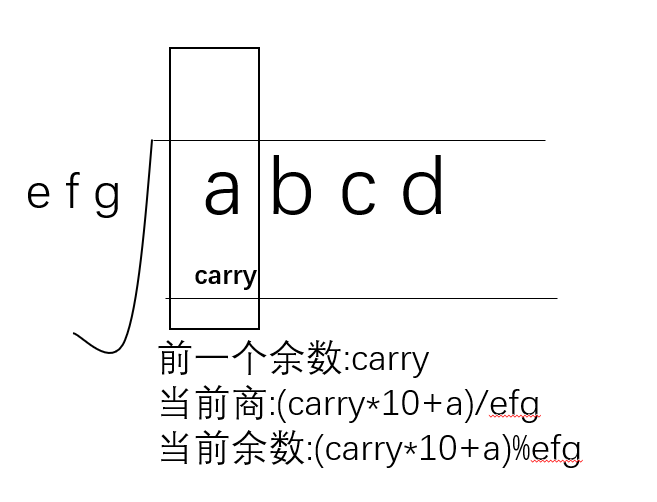 e f g a b c d
carry
前一个余数:carry
当前商:(carry*10+a)/efg
当前余数:(carry*10+a)%efg